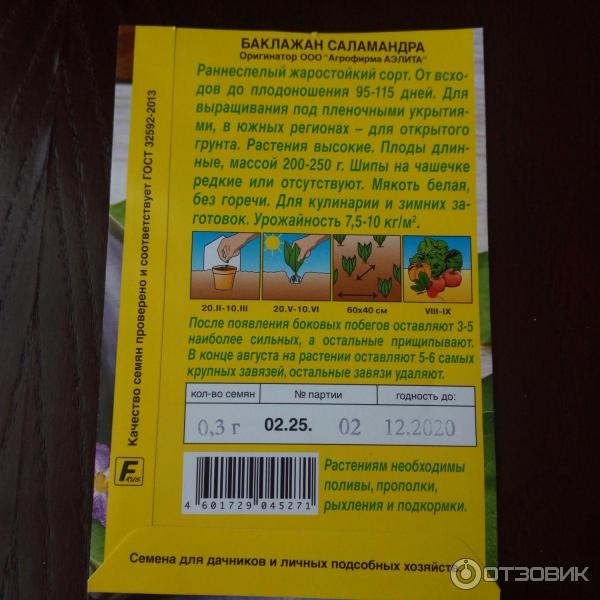 БАКЛАЖАН САЛАМАНДРА
Оригинатор ООО "Агрофирма АЭЛИТА"
Раннеспелый жаростойкий сорт. От всхо-
дов до плодоношения 95-115 дней. Для
выращивания под пленочными укрытия-
ми, в южных регионах – для открытого
грунта. Растения высокие. Плоды длин-
ные, массой 200-250 г. Шипы на чашечке
редкие или отсутствуют. Мякоть белая,
без горечи. Для кулинарии и зимних за-
готовок. Урожайность 7,5-10 кг/м².
20.II-10.III 20.V-10.VI 60х40 см VIII-IX
После появления боковых побегов оставляют 3-5
наиболее сильных, а остальные прищипывают.
В конце августа на растении оставляют 5-6 самых
крупных завязей, остальные завязи удаляют.
кол-во семян № партии годность до:
0,3 г 02.25. 02 12.2020
Растениям необходимы
поливы, прополки,
рыхления и подкормки.
4 601729 045271
Семена для дачников и личных подсобных хозяйств.
Качество семян проверено и соответствует ГОСТ 32592-2013
F
ОТЗОВИК